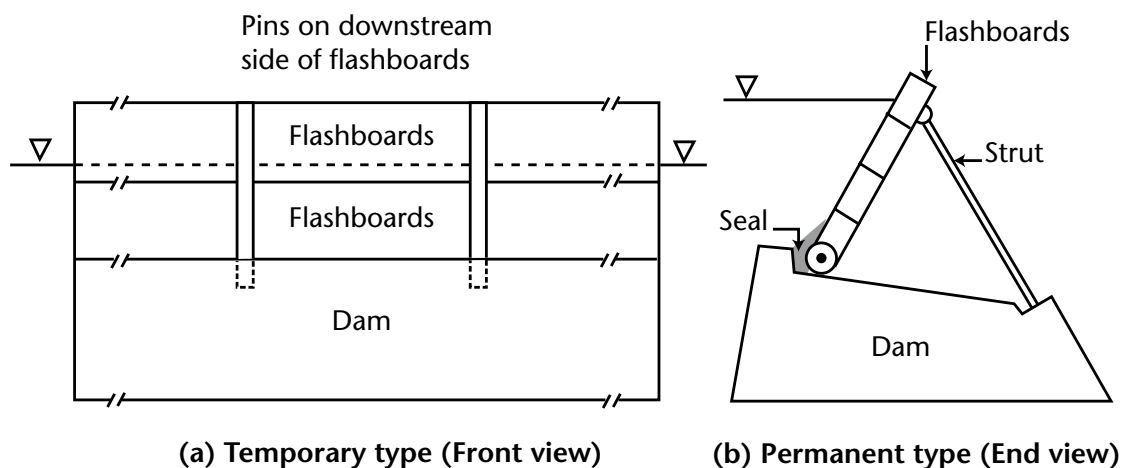 Pins on downstream
side of flashboards
Flashboards
Flashboards
Dam
(a) Temporary type (Front view)
Flashboards
Strut
Seal
Dam
(b) Permanent type (End view)